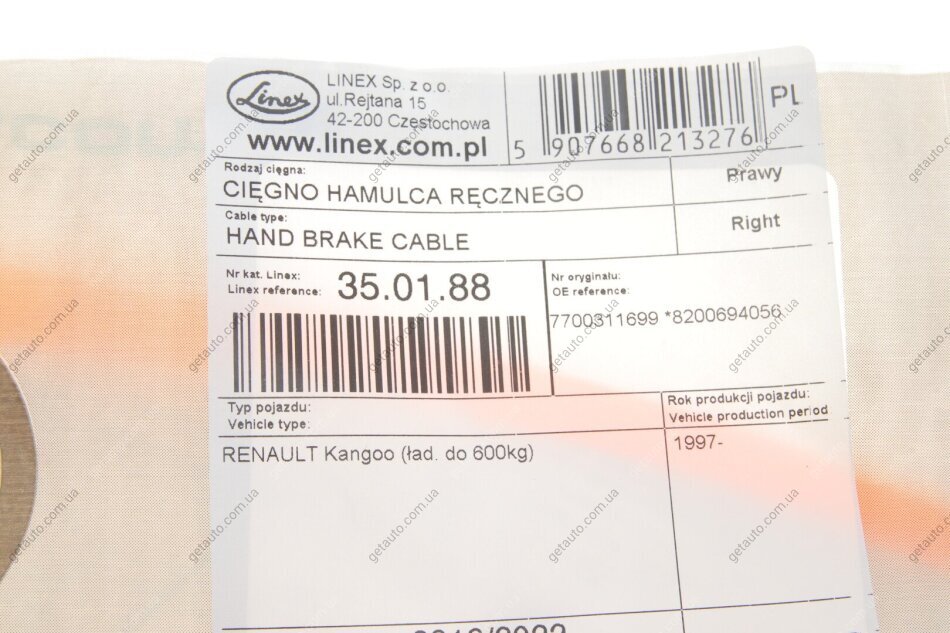 Linex
LINEX Sp. z o.o.
ul.Rejtana 15
42-200 Częstochowa
www.linex.com.pl
5 907668 213276
PL
Rodzaj cięgna:
CIĘGNO HAMULCA RĘCZNEGO
Prawy
Cable type:
HAND BRAKE CABLE
Right
Nr kat. Linex:
Linex reference:
35.01.88
Nr oryginału:
OE reference:
7700311699 *8200694056
Typ pojazdu:
Vehicle type:
Rok produkcji pojazdu:
Vehicle production period
RENAULT Kangoo (ład. do 600kg)
1997-
getauto.com.ua